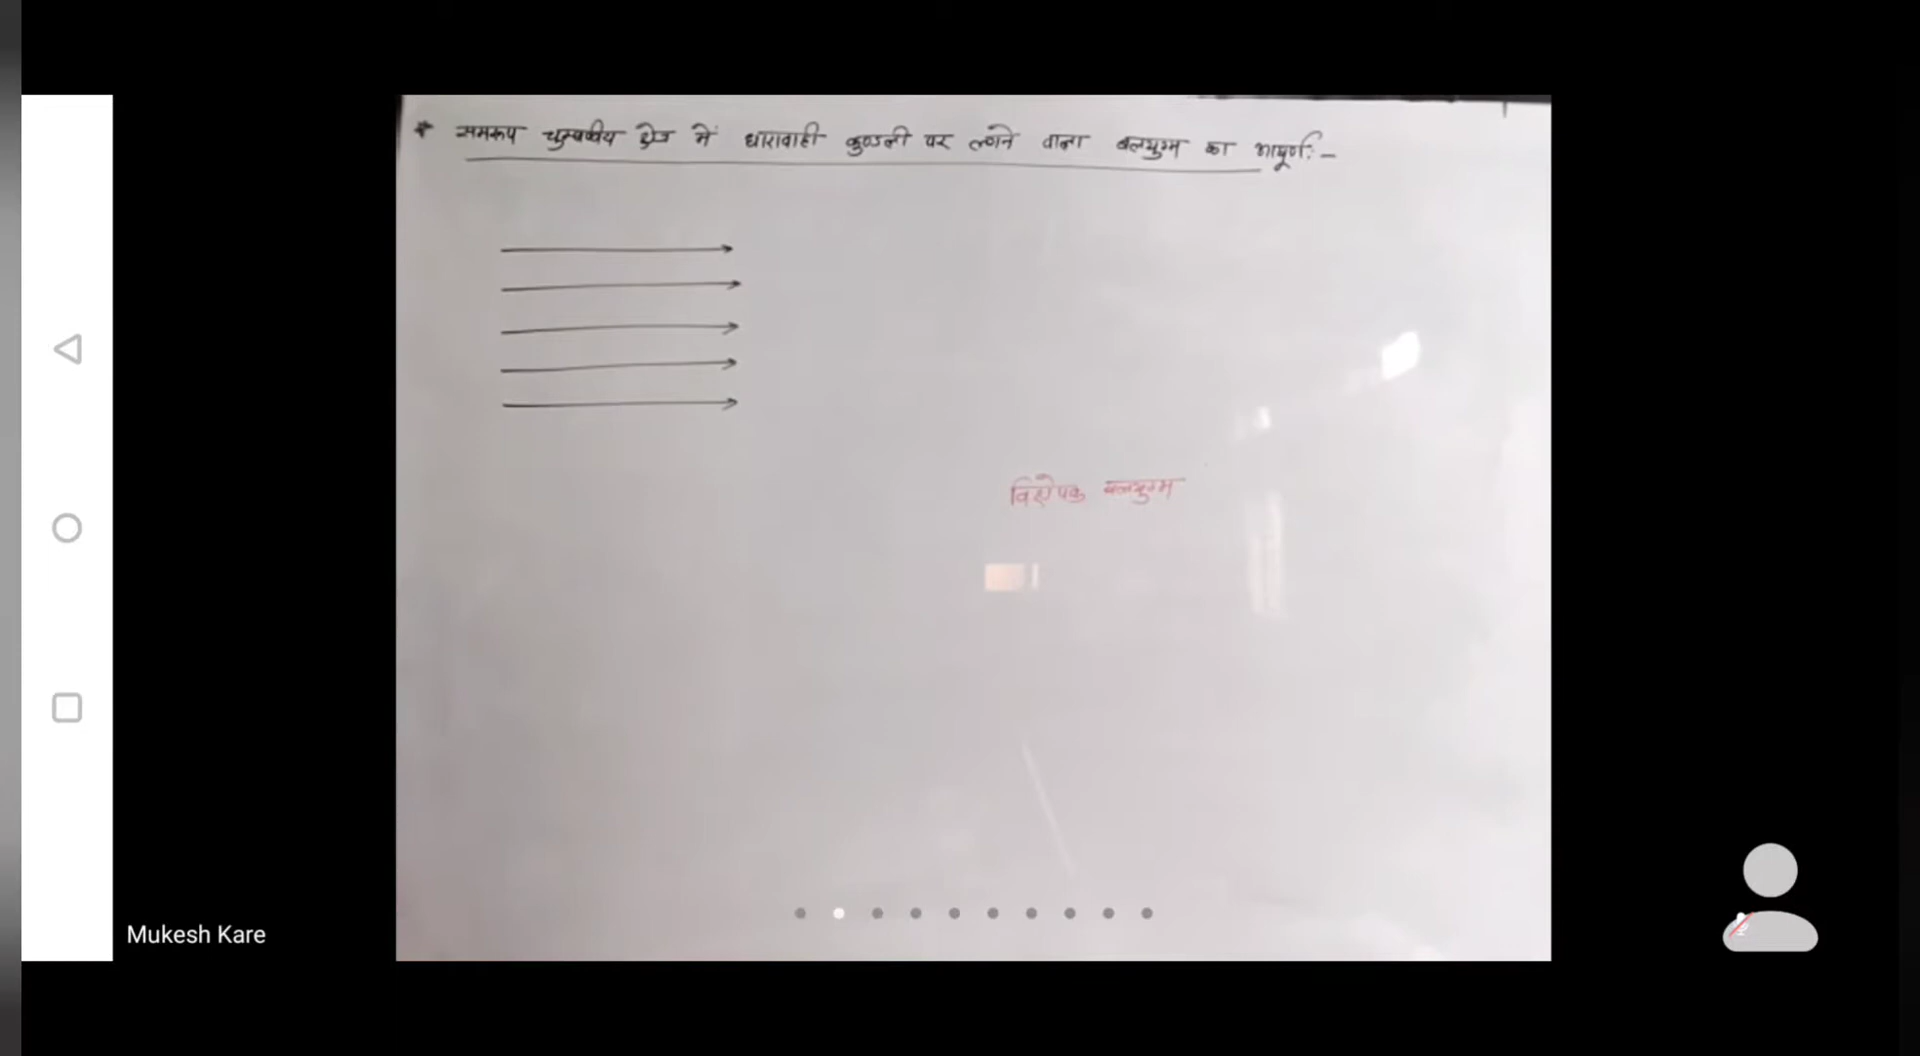 * समरूप चुम्बकीय क्षेत्र में धारावाही कुण्डली पर लगने वाला बलयुग्म का आघूर्ण :-
विक्षेपक बलयुग्म
Mukesh Kare